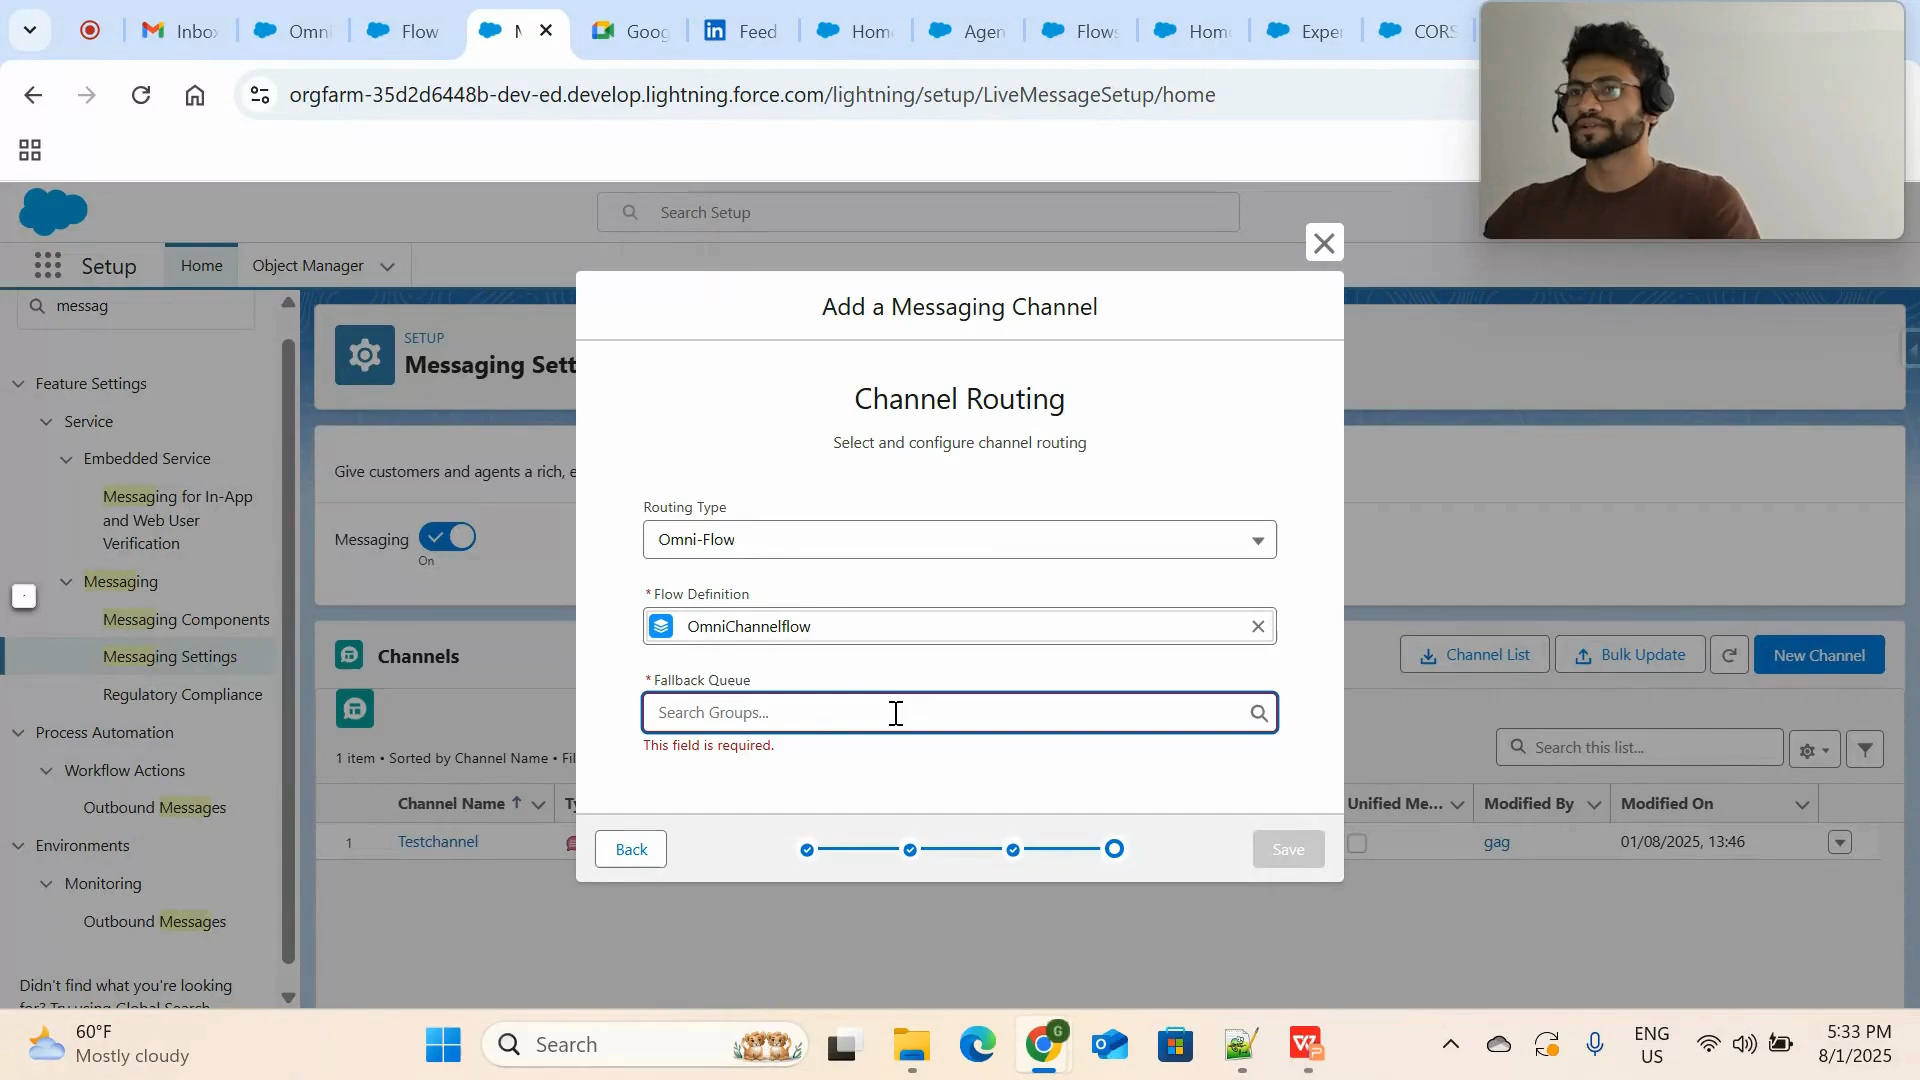 Inbo
Omni
Flow
Goog
Feed
Hom
Agen
Flows
Hom
Expe
CORS
orgfarm-35d2d6448b-dev-ed.develop.lightning.force.com/lightning/setup/LiveMessageSetup/home
Search Setup
Setup
Home
Object Manager
messag
Feature Settings
Service
Embedded Service
Messaging for In-App
and Web User
Verification
Messaging
Messaging Components
Messaging Settings
Regulatory Compliance
Process Automation
Workflow Actions
Outbound Messages
Environments
Monitoring
Outbound Messages
Didn't find what you're looking
for? Try using Global Search
SETUP
Messaging Sett
Give customers and agents a rich, e
Messaging
On
Channels
1 item • Sorted by Channel Name • Fil
Channel Name
1 Testchannel
Add a Messaging Channel
Channel Routing
Select and configure channel routing
Routing Type
Omni-Flow
* Flow Definition
OmniChannelflow
* Fallback Queue
Search Groups...
This field is required.
Back
Save
Channel List
Bulk Update
New Channel
Search this list...
Unified Me...
Modified By
Modified On
gag
01/08/2025, 13:46
60°F
Mostly cloudy
Search
G
ENG
US
5:33 PM
8/1/2025